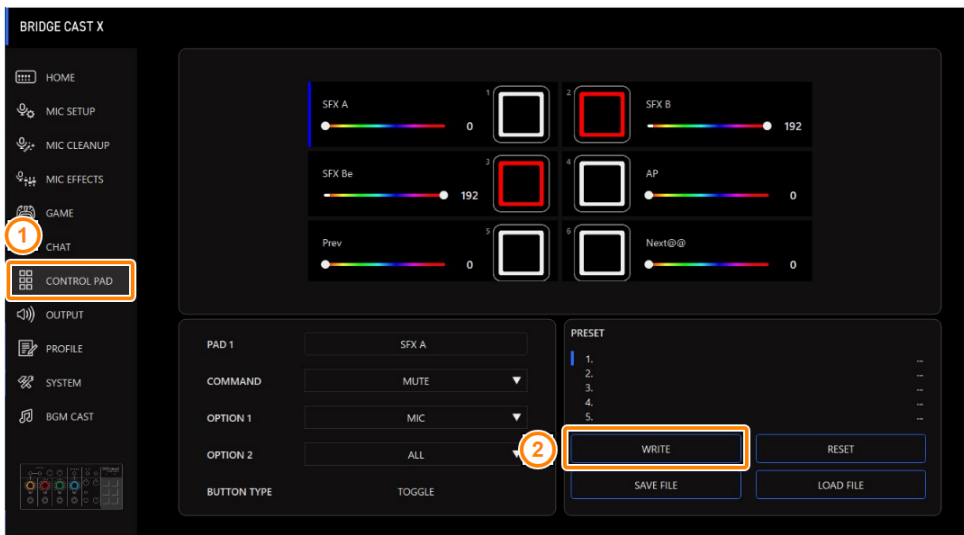 BRIDGE CAST X
HOME
MIC SETUP
MIC CLEANUP
MIC EFFECTS
GAME
1
CHAT
CONTROL PAD
OUTPUT
PROFILE
SYSTEM
BGM CAST
SFX A
1
0
2
SFX B
192
SFX Be
3
192
4
AP
0
Prev
5
0
6
Next@@
0
PAD 1 SFX A
COMMAND MUTE
OPTION 1 MIC
OPTION 2 ALL
BUTTON TYPE TOGGLE
PRESET
1. ...
2. ...
3. ...
4. ...
5. ...
2
WRITE RESET
SAVE FILE LOAD FILE